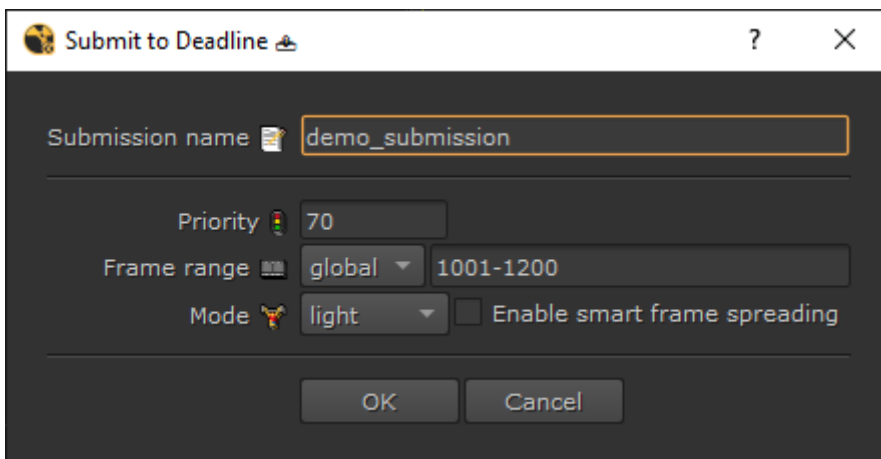 Submit to Deadline
Submission name demo_submission
Priority 70
Frame range global 1001-1200
Mode light Enable smart frame spreading
OK Cancel